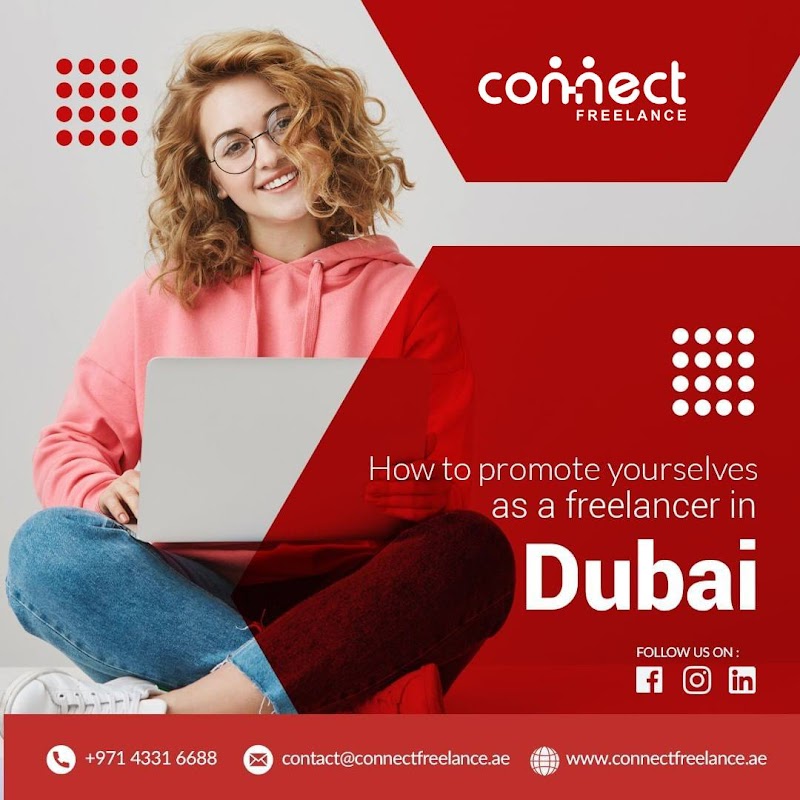 connect
FREELANCE
How to promote yourselves
as a freelancer in
Dubai
FOLLOW US ON :
+971 4331 6688
contact@connectfreelance.ae
www.connectfreelance.ae